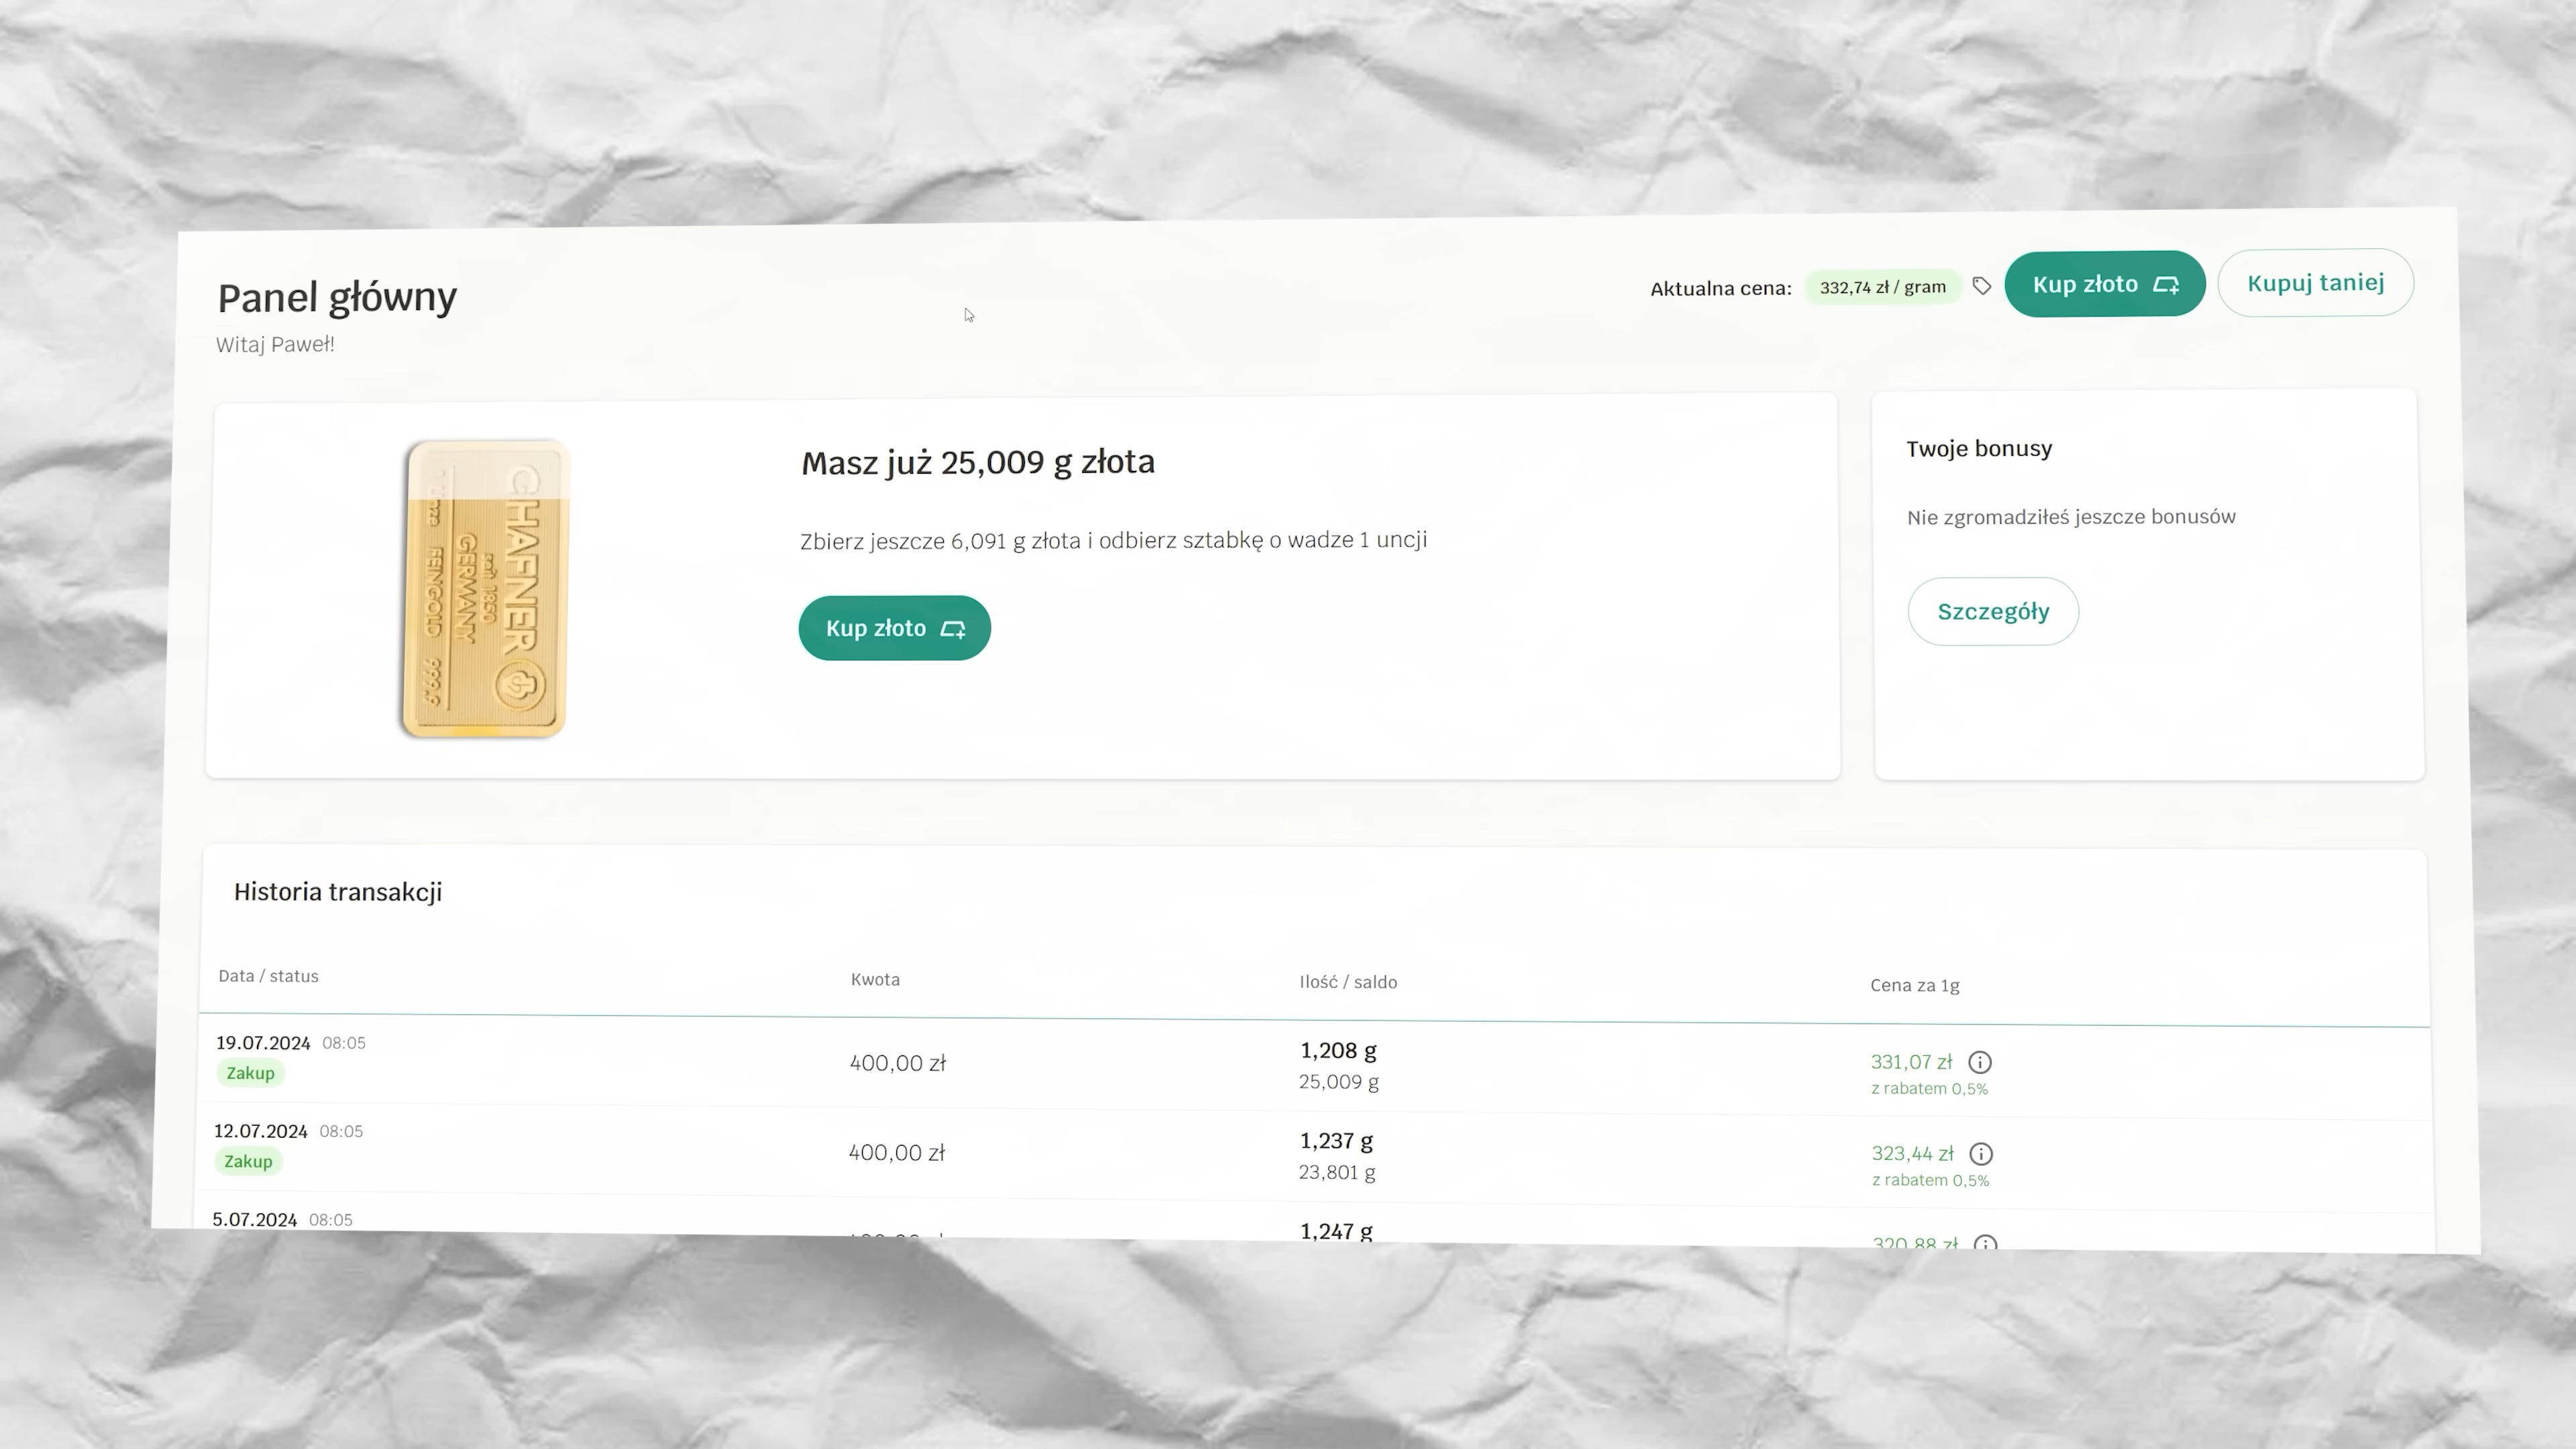 Panel główny
Witaj Paweł!
Aktualna cena: 332,74 zł / gram
Kup złoto
Kupuj taniej
C.HAFNER
seit 1850
GERMANY
FEINGOLD 999.9
Masz już 25,009 g złota
Zbierz jeszcze 6,091 g złota i odbierz sztabkę o wadze 1 uncji
Kup złoto
Twoje bonusy
Nie zgromadziłeś jeszcze bonusów
Szczegóły
Historia transakcji
Data / status Kwota Ilość / saldo Cena za 1g
19.07.2024 08:05
Zakup
400,00 zł
1,208 g
25,009 g
331,07 zł
z rabatem 0,5%
12.07.2024 08:05
Zakup
400,00 zł
1,237 g
23,801 g
323,44 zł
z rabatem 0,5%
5.07.2024 08:05
1,247 g
320,88 zł